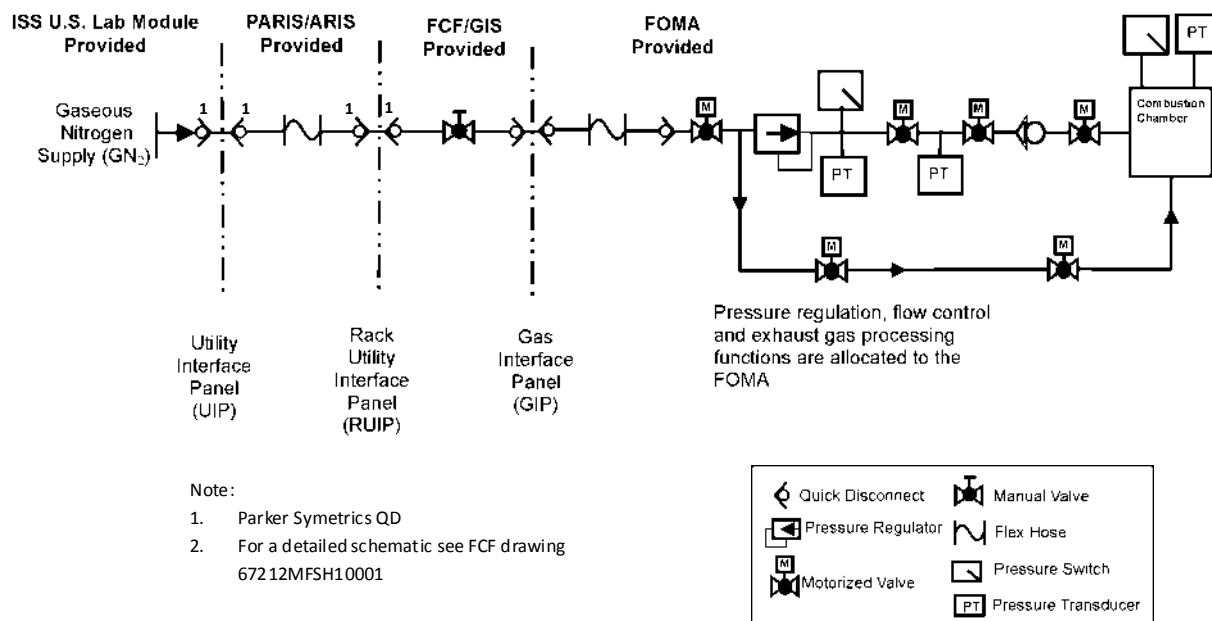 ISS U.S. Lab Module
Provided
PARIS/ARIS
Provided
FCF/GIS
Provided
FOMA
Provided
Gaseous
Nitrogen
Supply (GN₂)
1
1
1
1
M
PT
M
PT
M
M
PT
Combustion
Chamber
M
M
Utility
Interface
Panel
(UIP)
Rack
Utility
Interface
Panel
(RUIP)
Gas
Interface
Panel
(GIP)
Pressure regulation, flow control
and exhaust gas processing
functions are allocated to the
FOMA
Note:
1. Parker Symetrics QD
2. For a detailed schematic see FCF drawing
67212MFSH10001
Quick Disconnect
Pressure Regulator
M
Motorized Valve
Manual Valve
Flex Hose
Pressure Switch
PT
Pressure Transducer